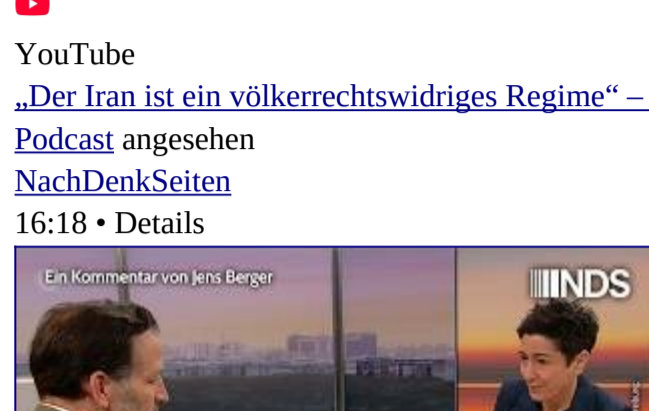 YouTube
„Der Iran ist ein völkerrechtswidriges Regime“ –
Podcast angesehen
NachDenkSeiten
16:18 • Details
Ein Kommentar von Jens Berger
NDS